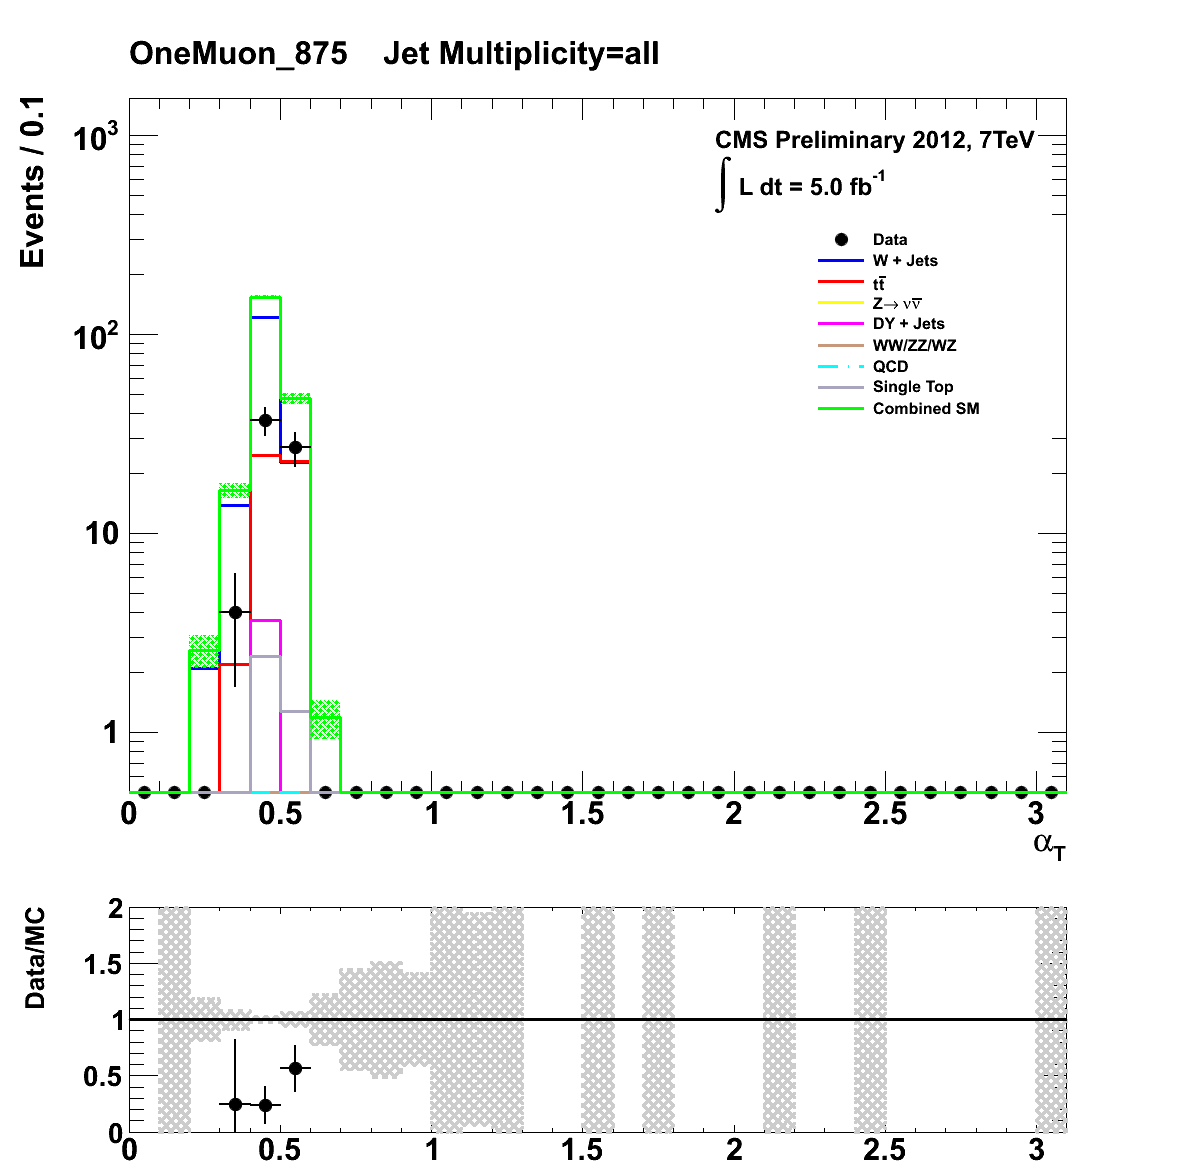 OneMuon_875 Jet Multiplicity=all
Events / 0.1
10³
10²
10
1
CMS Preliminary 2012, 7TeV
∫ L dt = 5.0 fb⁻¹
Data
W + Jets
tt̅
Z→ νν̅
DY + Jets
WW/ZZ/WZ
QCD
Single Top
Combined SM
0 0.5 1 1.5 2 2.5 3
α_T
Data/MC
2
1.5
1
0.5
0
0 0.5 1 1.5 2 2.5 3